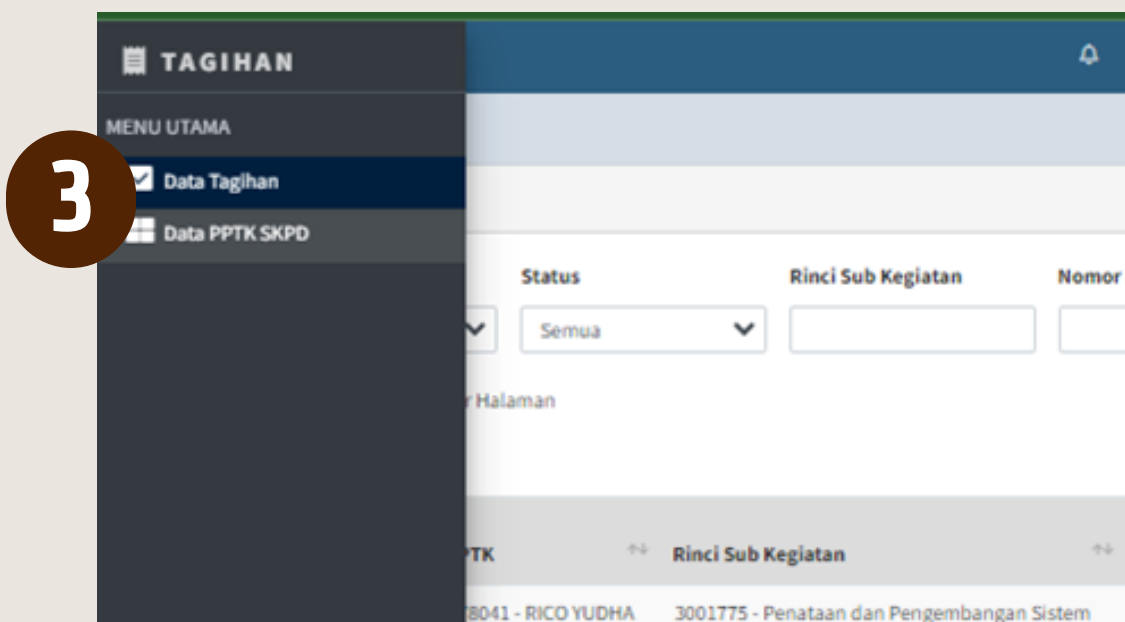 TAGIHAN
MENU UTAMA
3
Data Tagihan
Data PPTK SKPD
Status Rinci Sub Kegiatan Nomor
Semua
Halaman
PTK Rinci Sub Kegiatan
8041 - RICO YUDHA 3001775 - Penataan dan Pengembangan Sistem